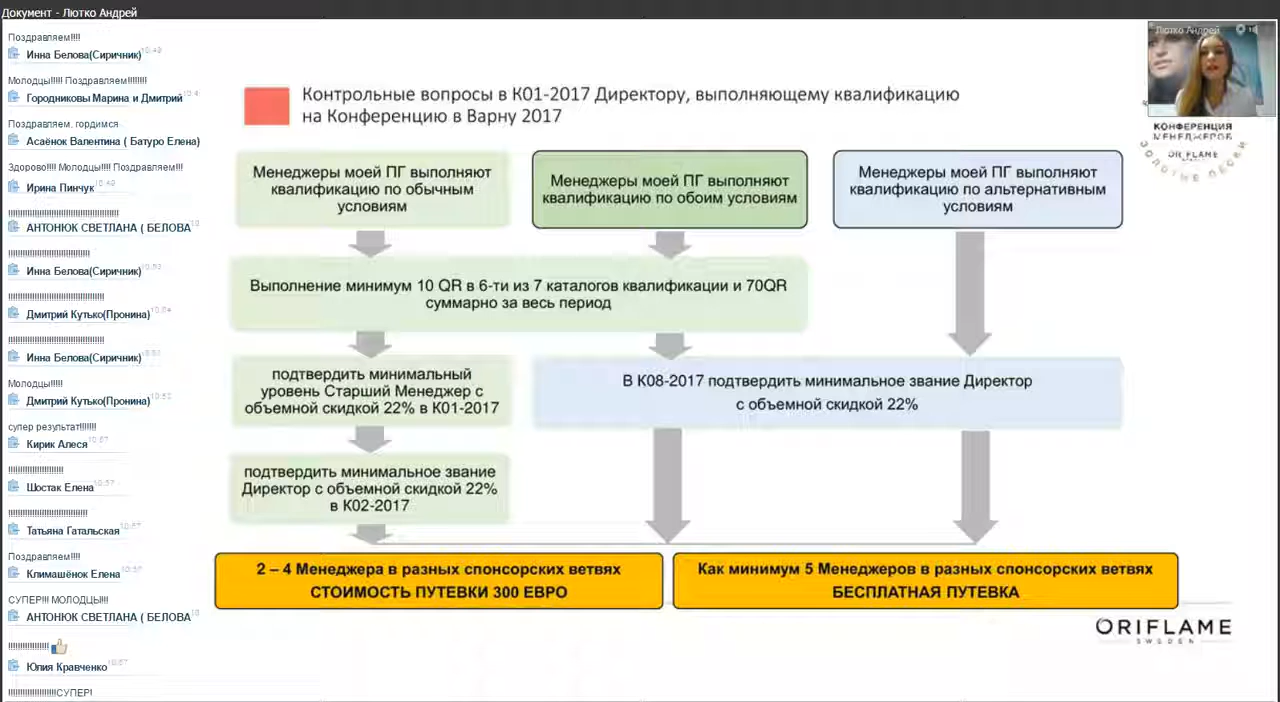 Документ - Лютко Андрей
Поздравляем!!!!
Инна Белова(Сиричник)
Молодцы!!!!! Поздравляем!!!!!!!!
Городниковы Марина и Дмитрий
Поздравляем, гордимся
Асаёнок Валентина ( Батуро Елена)
Здорово!!!! Молодцы!!!! Поздравляем!!!
Ирина Пинчук
АНТОНЮК СВЕТЛАНА ( БЕЛОВА
Инна Белова(Сиричник)
Дмитрий Кутько(Пронина)
Инна Белова(Сиричник)
Молодцы!!!!!
Дмитрий Кутько(Пронина)
супер результат!!!!!!!
Кирик Алеся
Шостак Елена
Татьяна Гатальская
Поздравляем!!!!
Климашёнок Елена
СУПЕР!!! МОЛОДЦЫ!!!!
АНТОНЮК СВЕТЛАНА ( БЕЛОВА
Юлия Кравченко
!!!!!!!!!!!!!!!!!!!СУПЕР!
Контрольные вопросы в К01-2017 Директору, выполняющему квалификацию
на Конференцию в Варну 2017
Лютко Андрей
КОНФЕРЕНЦИЯ
МЕНЕДЖЕРОВ
ORIFLAME
ЗОЛОТЫЕ ПЕСКИ
Менеджеры моей ПГ выполняют
квалификацию по обычным
условиям
Менеджеры моей ПГ выполняют
квалификацию по обоим условиям
Менеджеры моей ПГ выполняют
квалификацию по альтернативным
условиям
Выполнение минимум 10 QR в 6-ти из 7 каталогов квалификации и 70QR
суммарно за весь период
подтвердить минимальный
уровень Старший Менеджер с
объемной скидкой 22% в К01-2017
В К08-2017 подтвердить минимальное звание Директор
с объемной скидкой 22%
подтвердить минимальное звание
Директор с объемной скидкой 22%
в К02-2017
2 – 4 Менеджера в разных спонсорских ветвях
СТОИМОСТЬ ПУТЕВКИ 300 ЕВРО
Как минимум 5 Менеджеров в разных спонсорских ветвях
БЕСПЛАТНАЯ ПУТЕВКА
ORIFLAME
SWEDEN